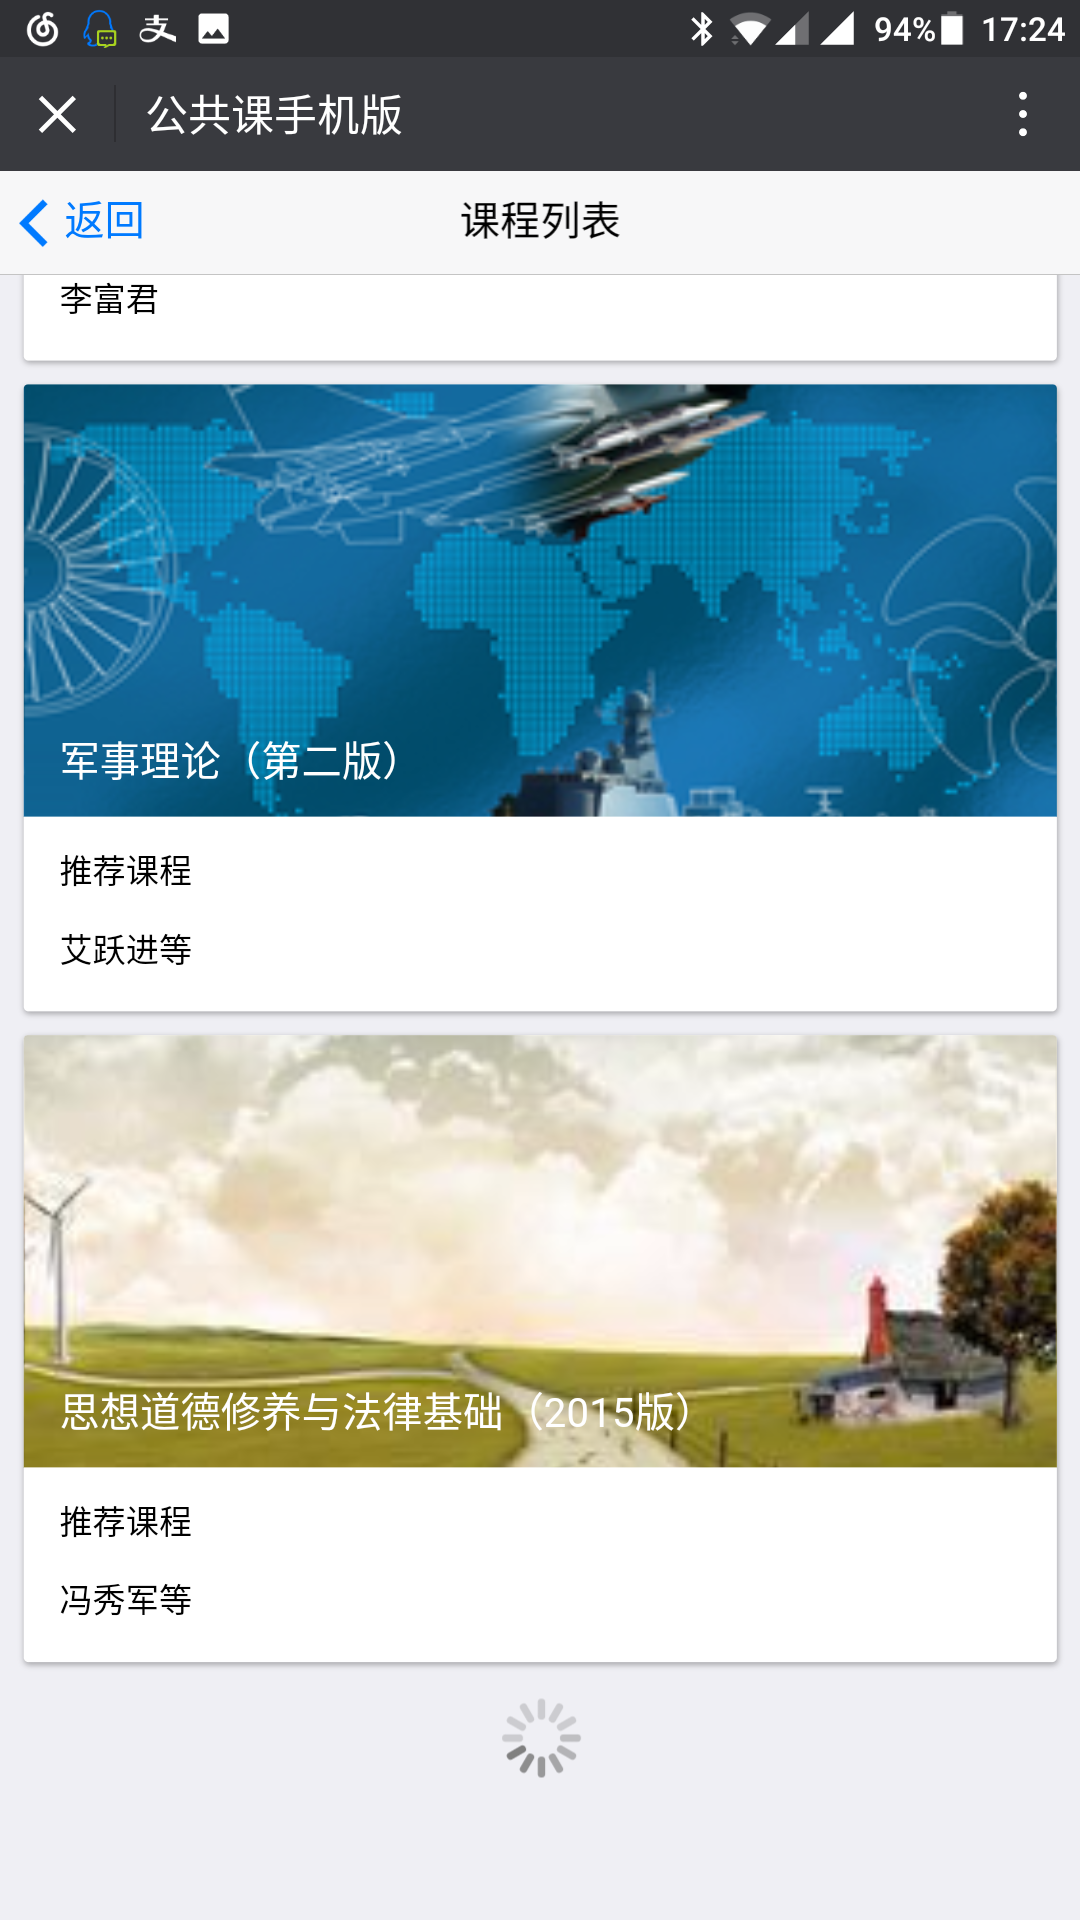 支
94%
17:24
公共课手机版
返回
课程列表
李富君
军事理论（第二版）
推荐课程
艾跃进等
思想道德修养与法律基础（2015版）
推荐课程
冯秀军等